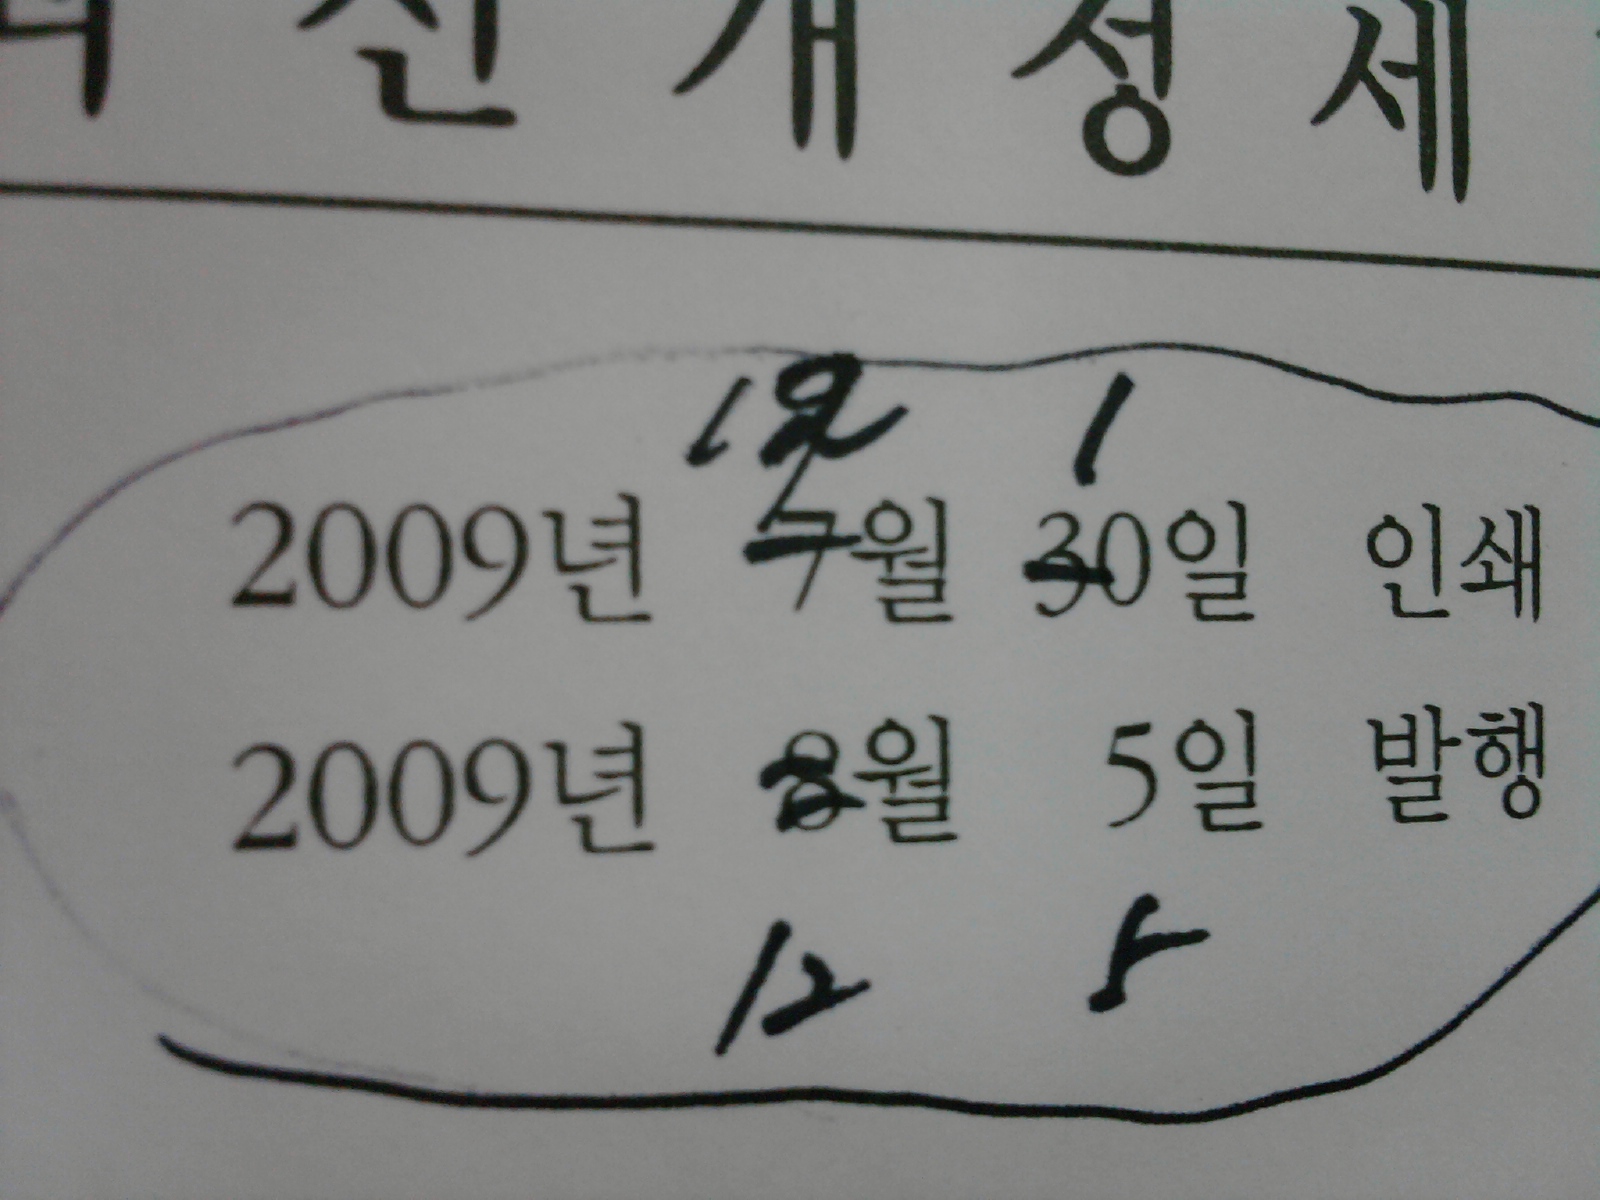 신 개 성 세
12 1
2009년 7월 30일 인쇄
2009년 8월 5일 발행
12 5